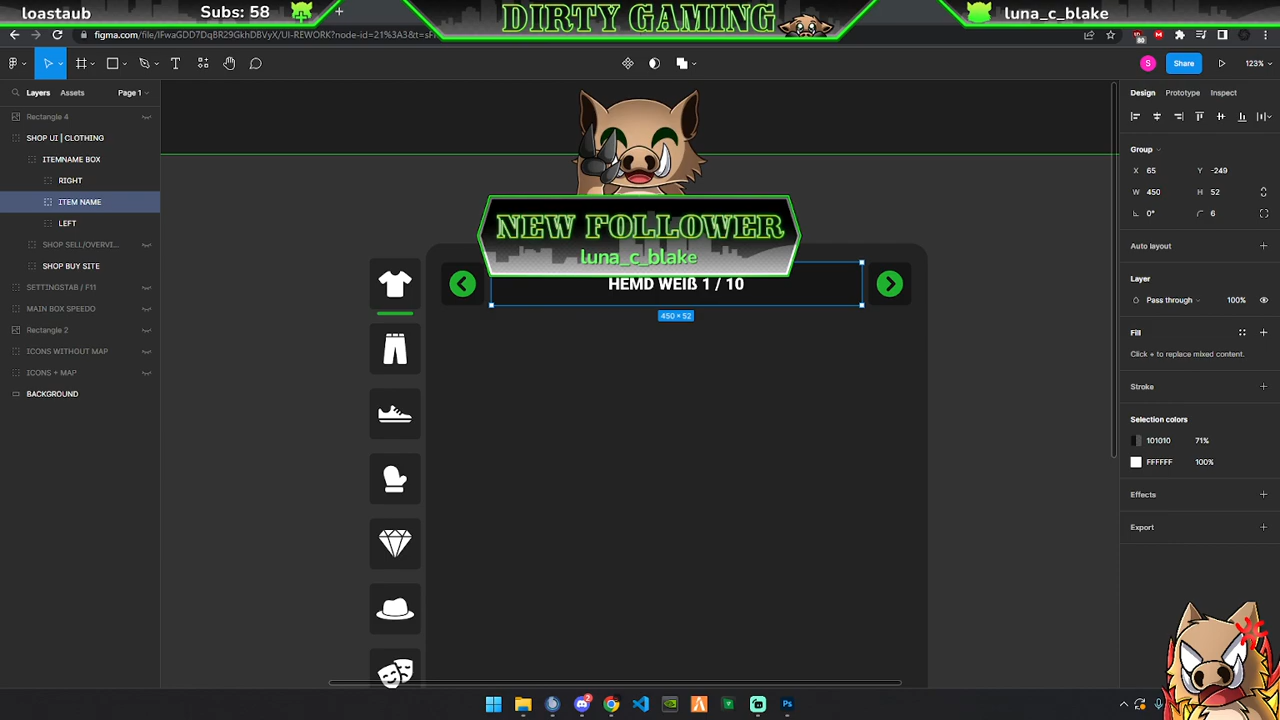 loastaub
Subs: 58
DIRTY GAMING
luna_c_blake
figma.com/file/IFwaGDD7DqBR29GkhDBVyX/UI-REWORK?node-id=21%3A3&t=sF
80
Layers
Assets
Page 1
S
Share
123%
Design
Prototype
Inspect
Rectangle 4
SHOP UI | CLOTHING
ITEMNAME BOX
RIGHT
ITEM NAME
LEFT
SHOP SELL/OVERVI...
SHOP BUY SITE
SETTINGSTAB / F11
MAIN BOX SPEEDO
Rectangle 2
ICONS WITHOUT MAP
ICONS + MAP
BACKGROUND
NEW FOLLOWER
luna_c_blake
HEMD WEIß 1 / 10
450 × 52
Group
X 65
Y -249
W 450
H 52
0°
6
Auto layout
Layer
Pass through
100%
Fill
Click + to replace mixed content.
Stroke
Selection colors
101010
71%
FFFFFF
100%
Effects
Export
2
Ps